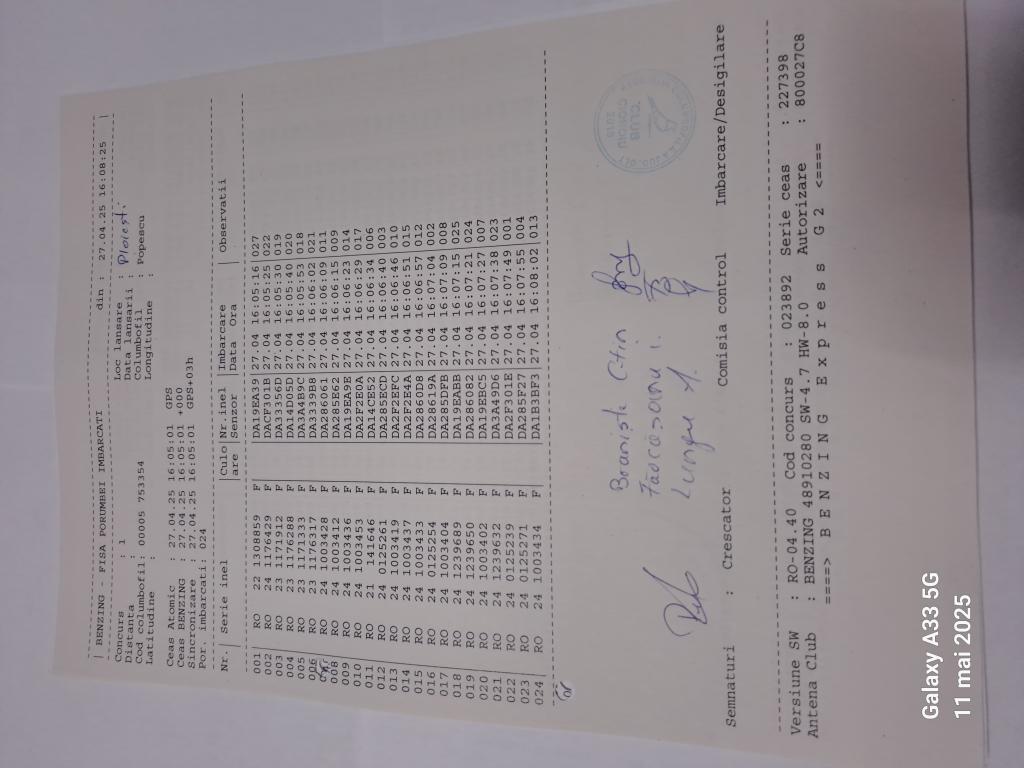 | BENZING - FISA PORUMBEI IMBARCATI din : 27.04.25 16:08:25 |
Concurs : 1 Loc lansare : Ploiesti
Distanta : Data lansarii :
Cod columbofil: 00005 753354 Columbofil : Popescu
Latitudine : Longitudine :
Ceas Atomic : 27.04.25 16:05:01 GPS
Ceas BENZING : 27.04.25 16:05:01 +000
Sincronizare : 27.04.25 16:05:01 GPS+03h
Por. imbarcati: 024
Nr. | Serie inel |Culo|Nr.inel |Imbarcare | Observatii
|are |Senzor |Data Ora |
001 RO 22 1308859 F |DA19EA39|27.04 16:05:16|027
002 RO 24 1176429 F |DACF301B|27.04 16:05:25|022
003 RO 23 1171912 F |DA3356D|27.04 16:05:30|019
004 RO 23 1176288 F |DA14D05D|27.04 16:05:40|020
005 RO 23 1171333 F |DA3A4B9C|27.04 16:05:53|018
006 RO 23 1176317 F |DA3339B8|27.04 16:06:02|021
RO 24 1003428 F |DA286061|27.04 16:06:09|011
008 RO 24 1003412 F |DA285E62|27.04 16:06:15|009
009 RO 24 1003436 F |DA19EA9E|27.04 16:06:23|014
010 RO 24 1003453 F |DA2F2E0A|27.04 16:06:29|017
011 RO 21 141646 F |DA14CE52|27.04 16:06:34|006
012 RO 24 0125261 F |DA285ECD|27.04 16:06:40|003
013 RO 24 1003419 F |DA2F2EFC|27.04 16:06:46|010
014 RO 24 1003437 F |DA2F2E4A|27.04 16:06:51|015
015 RO 24 1003433 F |DA2860D8|27.04 16:06:57|012
016 RO 24 0125254 F |DA28619A|27.04 16:07:04|002
017 RO 24 1003404 F |DA285DFB|27.04 16:07:09|008
018 RO 24 1239689 F |DA19EABB|27.04 16:07:15|025
019 RO 24 1239650 F |DA286082|27.04 16:07:21|024
020 RO 24 1003402 F |DA19EBC5|27.04 16:07:27|007
021 RO 24 1239632 F |DA3A49D6|27.04 16:07:38|023
022 RO 24 0125239 F |DA2F301E|27.04 16:07:49|001
023 RO 24 0125271 F |DA285F27|27.04 16:07:55|004
024 RO 24 1003434 F |DA1B3BF3|27.04 16:08:02|013
Braniste Ctin
Lungu A.
CLUB
CORONU
2019
Semnaturi : Crescator Comisia control Imbarcare/Desigilare
Versiune SW : RO-04.40 Cod concurs : 023892 Serie ceas : 227398
Antena Club : BENZING 48910280 SW-4.7 HW-8.0 Autorizare : 800027C8
====> B E N Z I N G E x p r e s s G 2 <====
Galaxy A33 5G
11 mai 2025